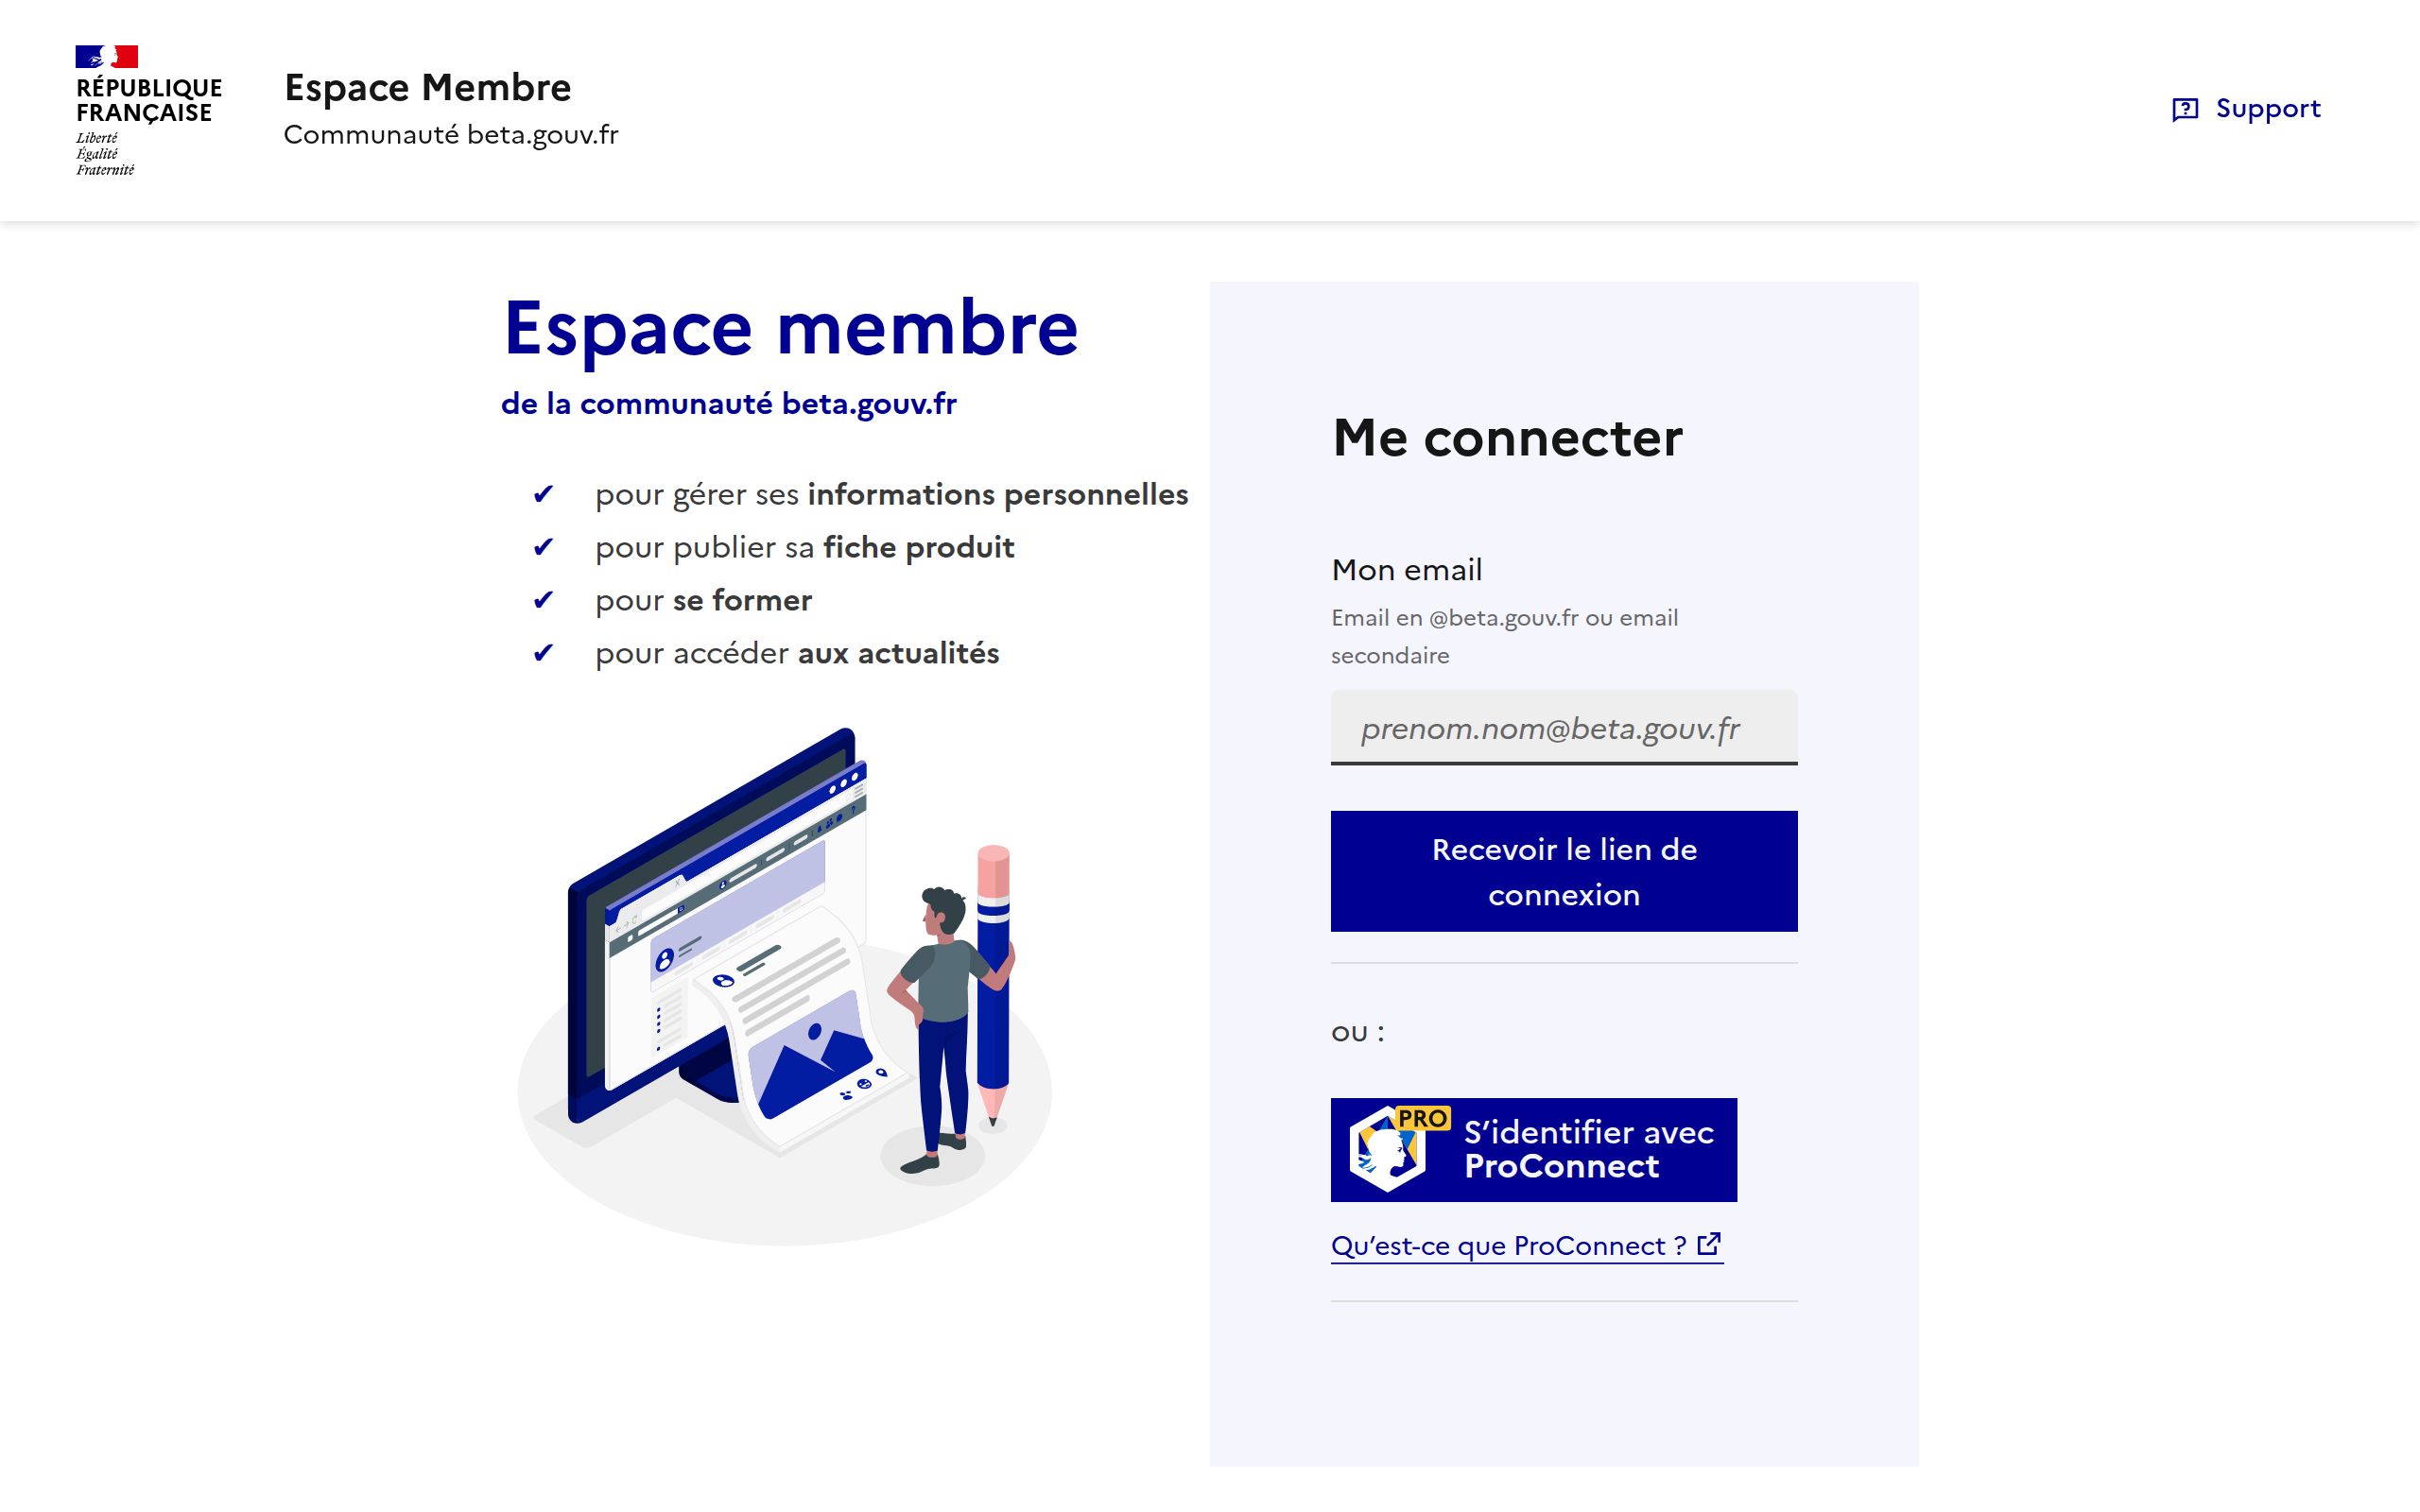 RÉPUBLIQUE
FRANÇAISE
Liberté
Égalité
Fraternité
Espace Membre
Communauté beta.gouv.fr
Support
Espace membre
de la communauté beta.gouv.fr
✔ pour gérer ses informations personnelles
✔ pour publier sa fiche produit
✔ pour se former
✔ pour accéder aux actualités
Me connecter
Mon email
Email en @beta.gouv.fr ou email
secondaire
prenom.nom@beta.gouv.fr
Recevoir le lien de
connexion
ou :
PRO
S’identifier avec
ProConnect
Qu’est-ce que ProConnect ?